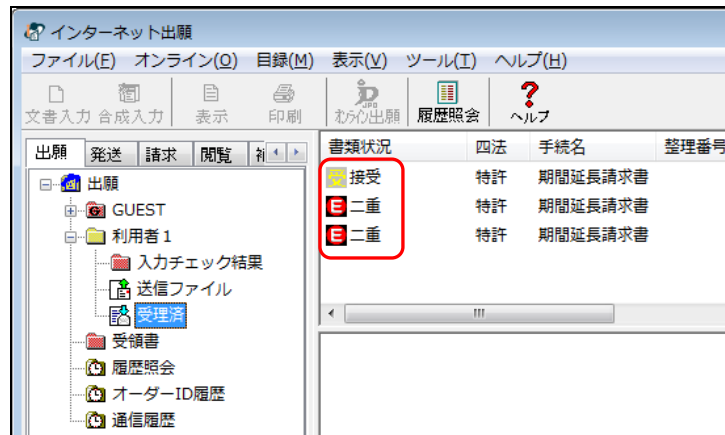 インターネット出願
ファイル(F) オンライン(O) 目録(M) 表示(V) ツール(T) ヘルプ(H)
文書入力 合成入力 表示 印刷 オンライン出願 履歴照会 ヘルプ
出願 発送 請求 閲覧
書類状況 四法 手続名 整理番号
受 接受 特許 期間延長請求書
E 二重 特許 期間延長請求書
E 二重 特許 期間延長請求書
出願
GUEST
利用者1
入力チェック結果
送信ファイル
受理済
受領書
履歴照会
オーダーID履歴
通信履歴